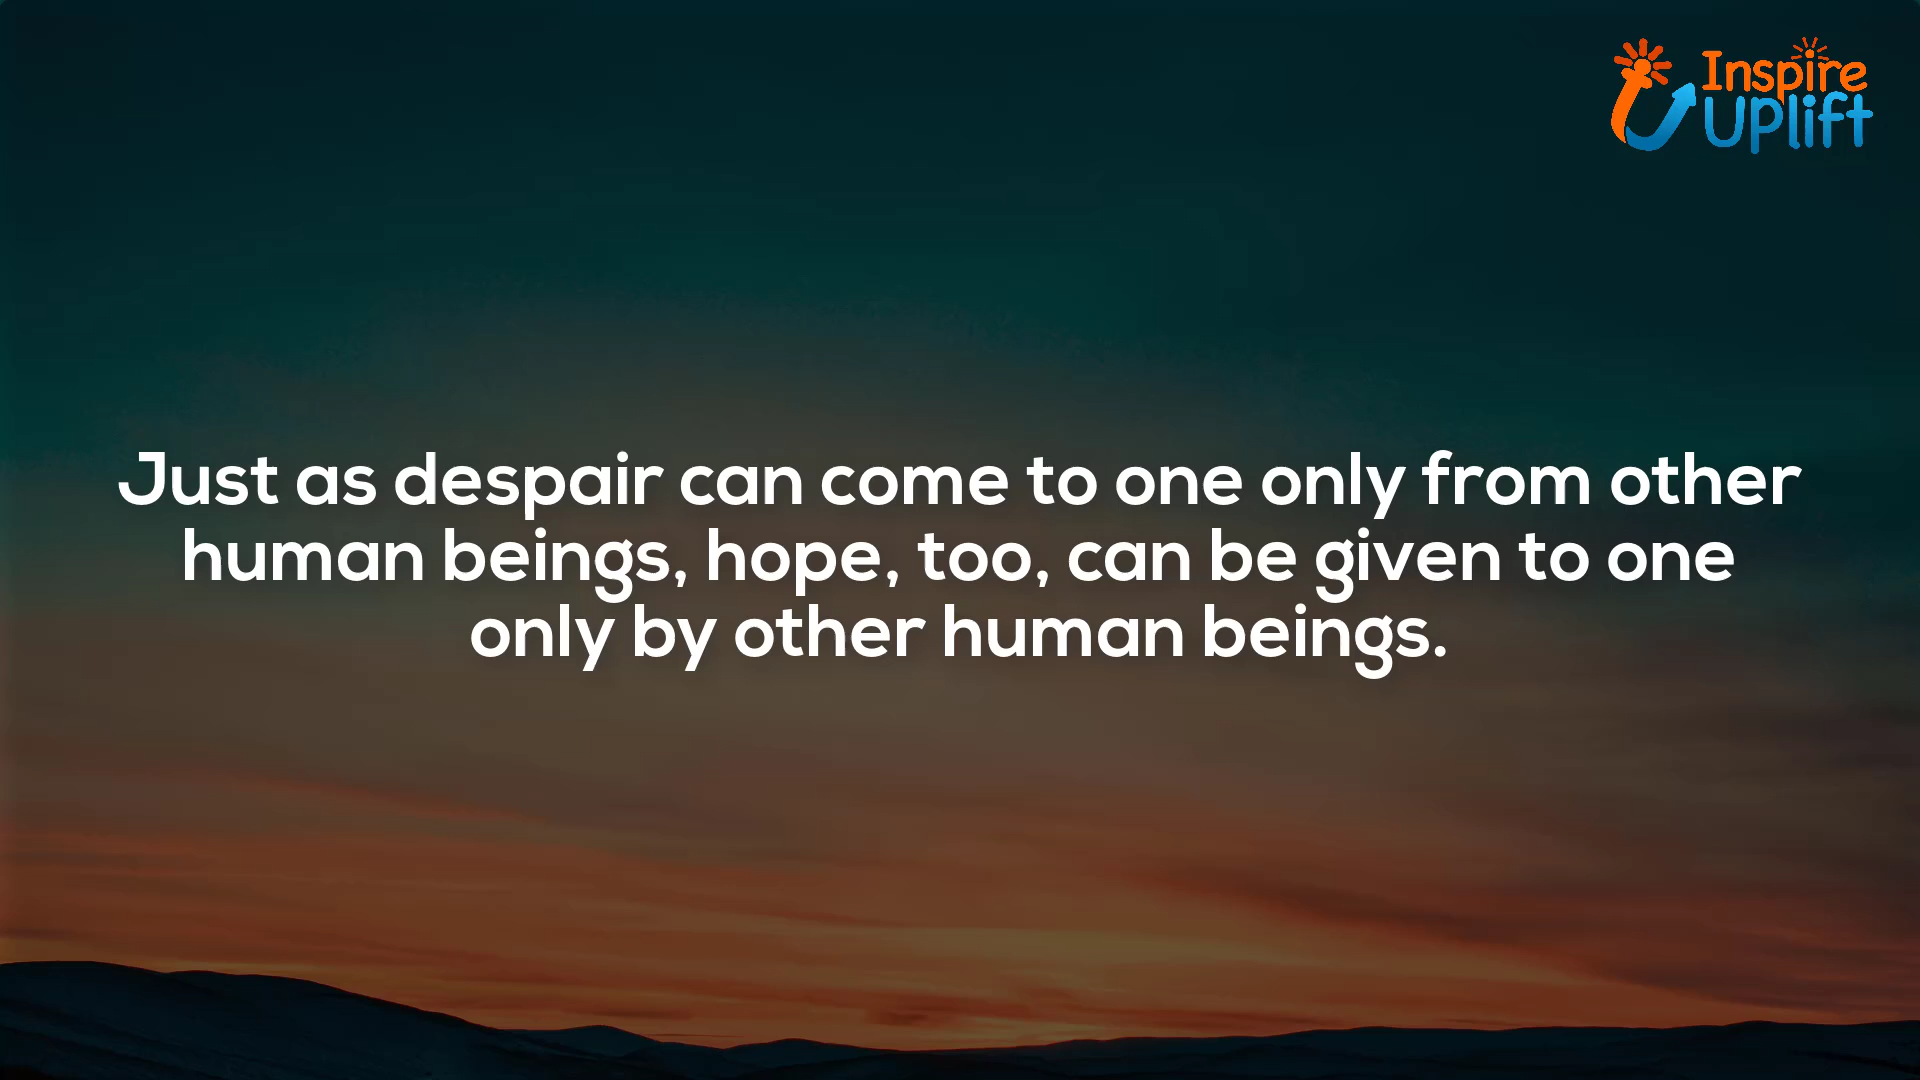 Inspire
Uplift
Just as despair can come to one only from other
human beings, hope, too, can be given to one
only by other human beings.